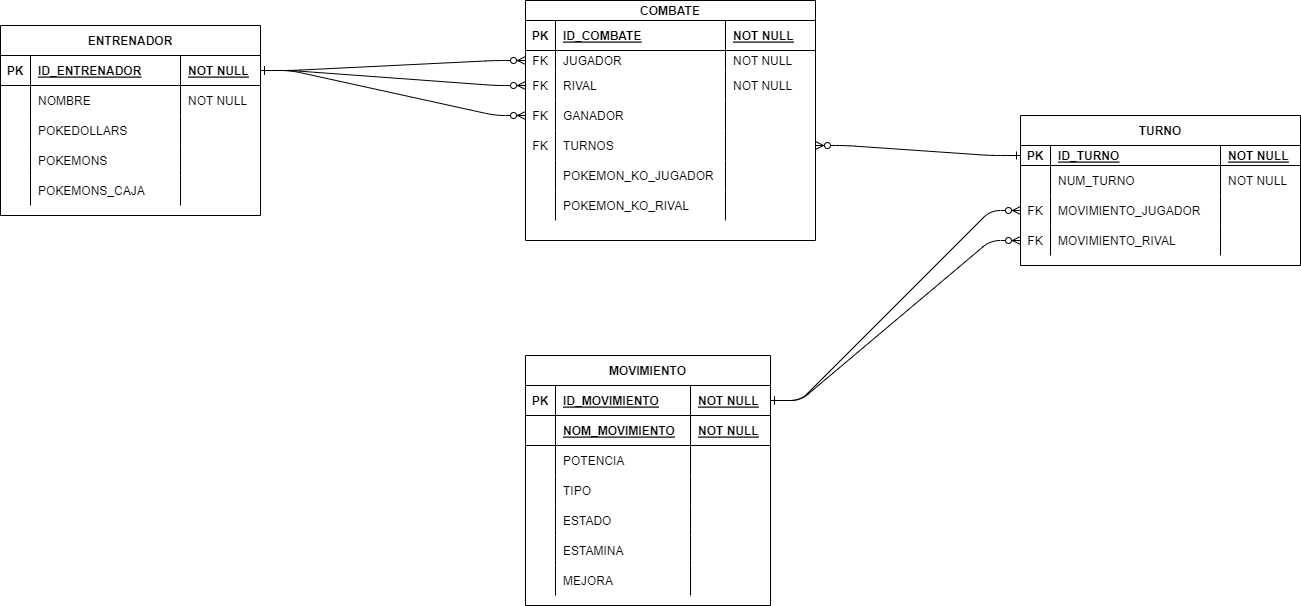 ENTRENADOR
PK ID_ENTRENADOR NOT NULL
NOMBRE NOT NULL
POKEDOLLARS
POKEMONS
POKEMONS_CAJA
COMBATE
PK ID_COMBATE NOT NULL
FK JUGADOR NOT NULL
FK RIVAL NOT NULL
FK GANADOR
FK TURNOS
POKEMON_KO_JUGADOR
POKEMON_KO_RIVAL
TURNO
PK ID_TURNO NOT NULL
NUM_TURNO NOT NULL
FK MOVIMIENTO_JUGADOR
FK MOVIMIENTO_RIVAL
MOVIMIENTO
PK ID_MOVIMIENTO NOT NULL
NOM_MOVIMIENTO NOT NULL
POTENCIA
TIPO
ESTADO
ESTAMINA
MEJORA